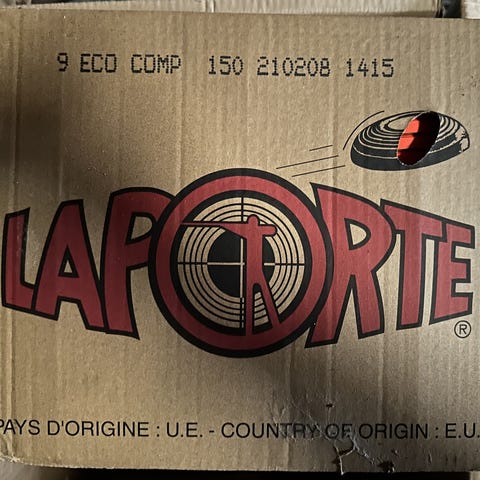 9 ECO COMP 150 210208 1415
LAPORTE ®
PAYS D'ORIGINE : U.E. - COUNTRY OF ORIGIN : E.U.